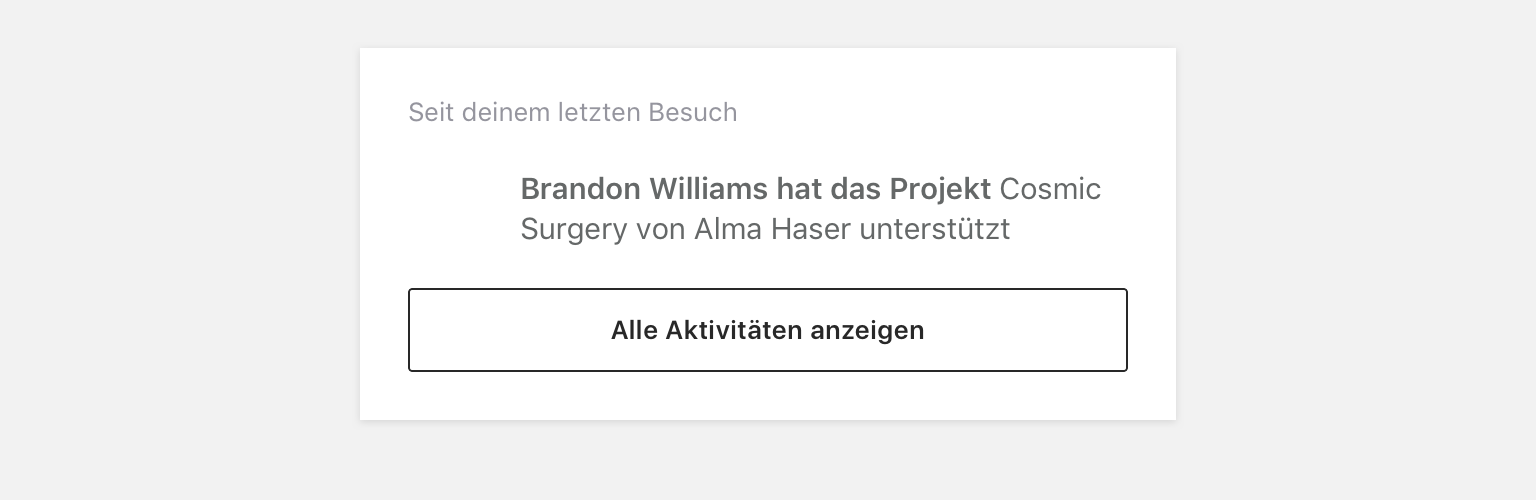 Seit deinem letzten Besuch
Brandon Williams hat das Projekt Cosmic
Surgery von Alma Haser unterstützt
Alle Aktivitäten anzeigen